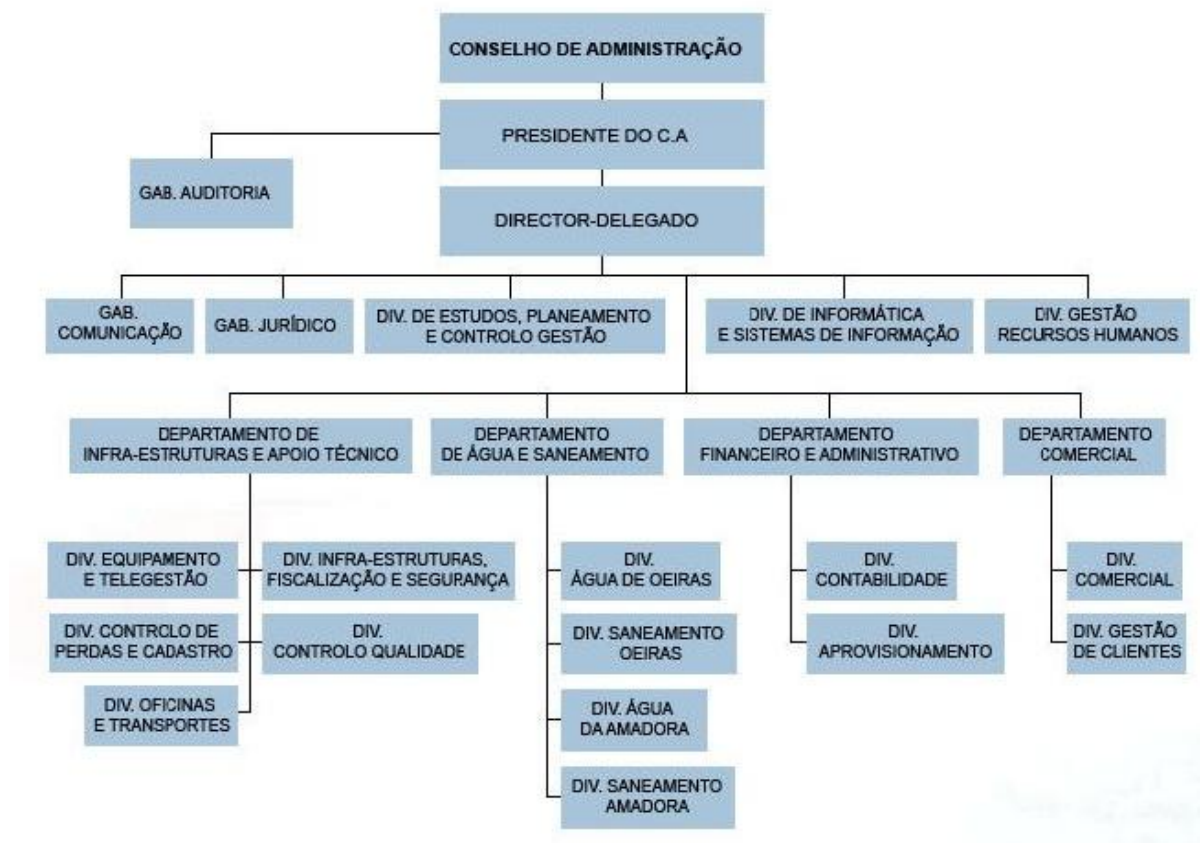 CONSELHO DE ADMINISTRAÇÃO
PRESIDENTE DO C.A
GAB. AUDITORIA
DIRECTOR-DELEGADO
GAB.
COMUNICAÇÃO
GAB. JURÍDICO
DIV. DE ESTUDOS, PLANEAMENTO
E CONTROLO GESTÃO
DIV. DE INFORMÁTICA
E SISTEMAS DE INFORMAÇÃO
DIV. GESTÃO
RECURSOS HUMANOS
DEPARTAMENTO DE
INFRA-ESTRUTURAS E APOIO TÉCNICO
DEPARTAMENTO
DE ÁGUA E SANEAMENTO
DEPARTAMENTO
FINANCEIRO E ADMINISTRATIVO
DEPARTAMENTO
COMERCIAL
DIV. EQUIPAMENTO
E TELEGESTÃO
DIV. INFRA-ESTRUTURAS,
FISCALIZAÇÃO E SEGURANÇA
DIV.
ÁGUA DE OEIRAS
DIV.
CONTABILIDADE
DIV.
COMERCIAL
DIV. CONTROLO DE
PERDAS E CADASTRO
DIV.
CONTROLO QUALIDADE
DIV. SANEAMENTO
OEIRAS
DIV.
APROVISIONAMENTO
DIV. GESTÃO
DE CLIENTES
DIV. OFICINAS
E TRANSPORTES
DIV. ÁGUA
DA AMADORA
DIV. SANEAMENTO
AMADORA